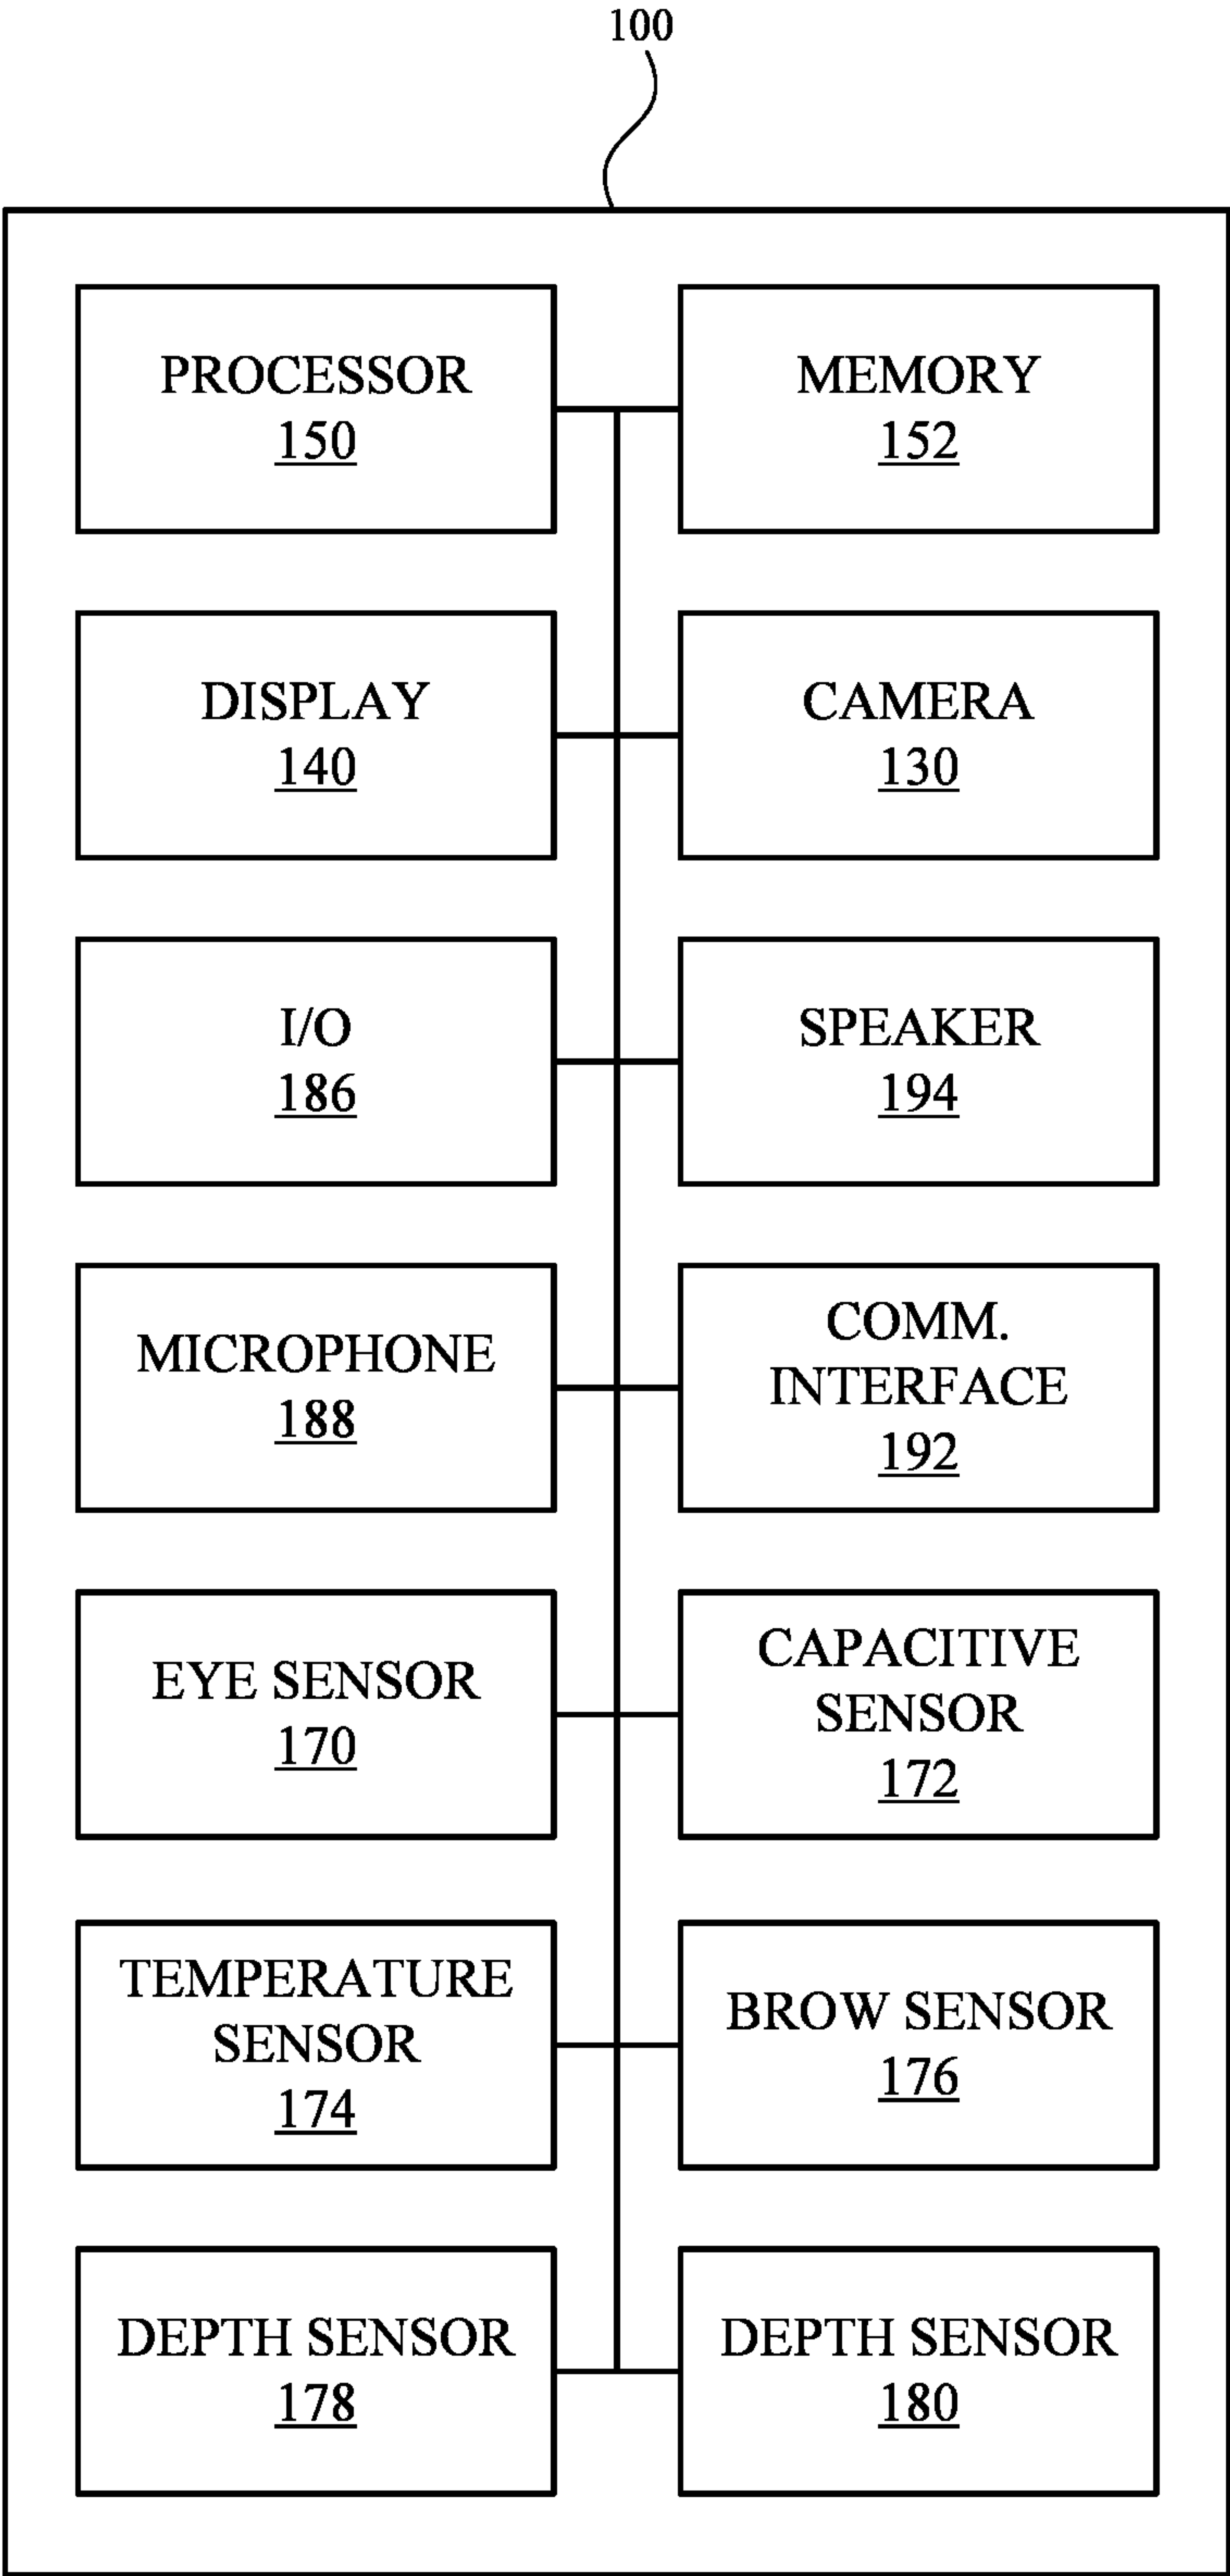 100
PROCESSOR
150
MEMORY
152
DISPLAY
140
CAMERA
130
I/O
186
SPEAKER
194
MICROPHONE
188
COMM.
INTERFACE
192
EYE SENSOR
170
CAPACITIVE
SENSOR
172
TEMPERATURE
SENSOR
174
BROW SENSOR
176
DEPTH SENSOR
178
DEPTH SENSOR
180